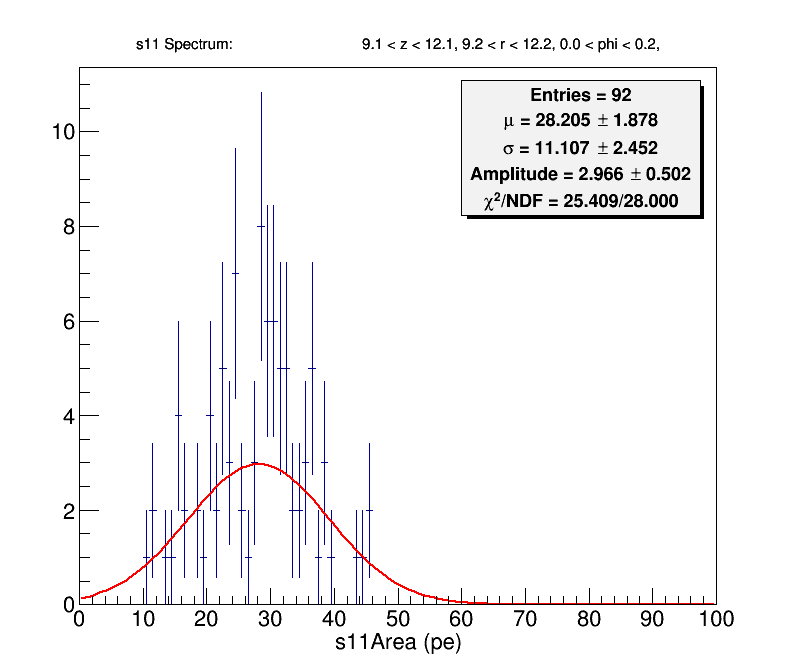 s11 Spectrum: 9.1 < z < 12.1, 9.2 < r < 12.2, 0.0 < phi < 0.2,
Entries = 92
μ = 28.205 ± 1.878
σ = 11.107 ± 2.452
Amplitude = 2.966 ± 0.502
χ²/NDF = 25.409/28.000
10
8
6
4
2
0
0 10 20 30 40 50 60 70 80 90 100
s11Area (pe)